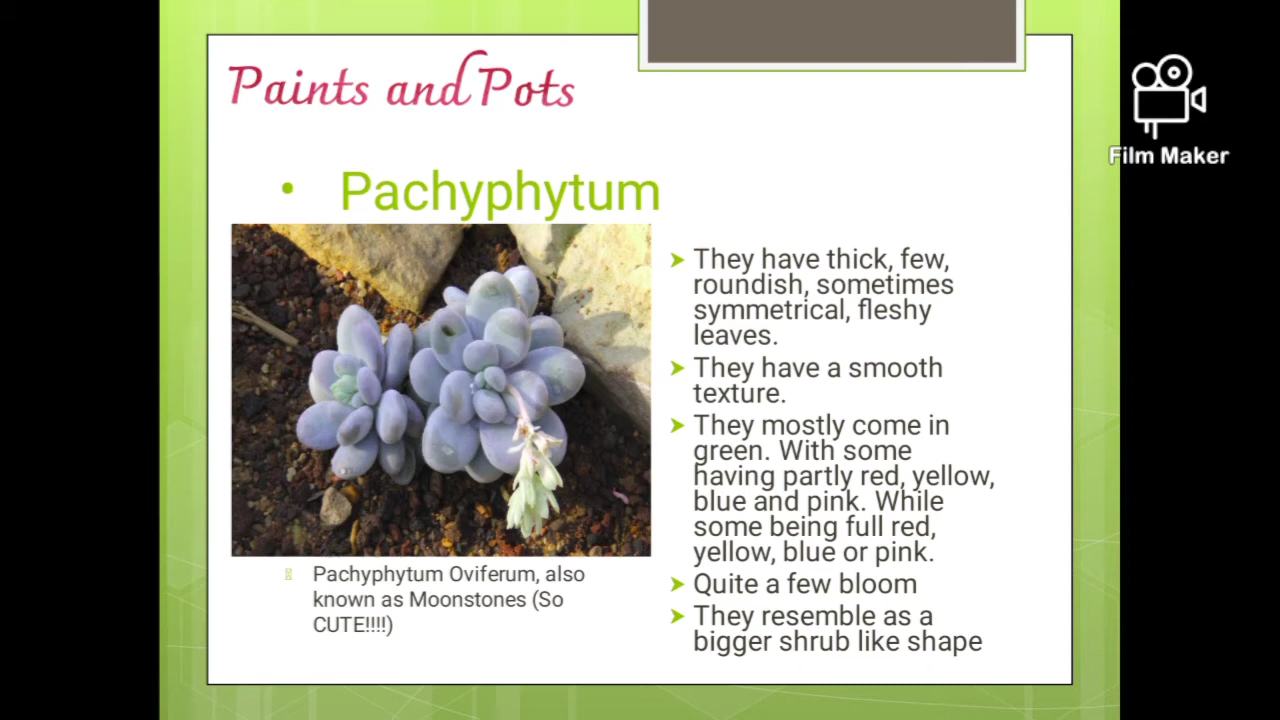 Paints and Pots
Film Maker
• Pachyphytum
They have thick, few,
roundish, sometimes
symmetrical, fleshy
leaves.
They have a smooth
texture.
They mostly come in
green. With some
having partly red, yellow,
blue and pink. While
some being full red,
yellow, blue or pink.
Quite a few bloom
They resemble as a
bigger shrub like shape
Pachyphytum Oviferum, also
known as Moonstones (So
CUTE!!!!)